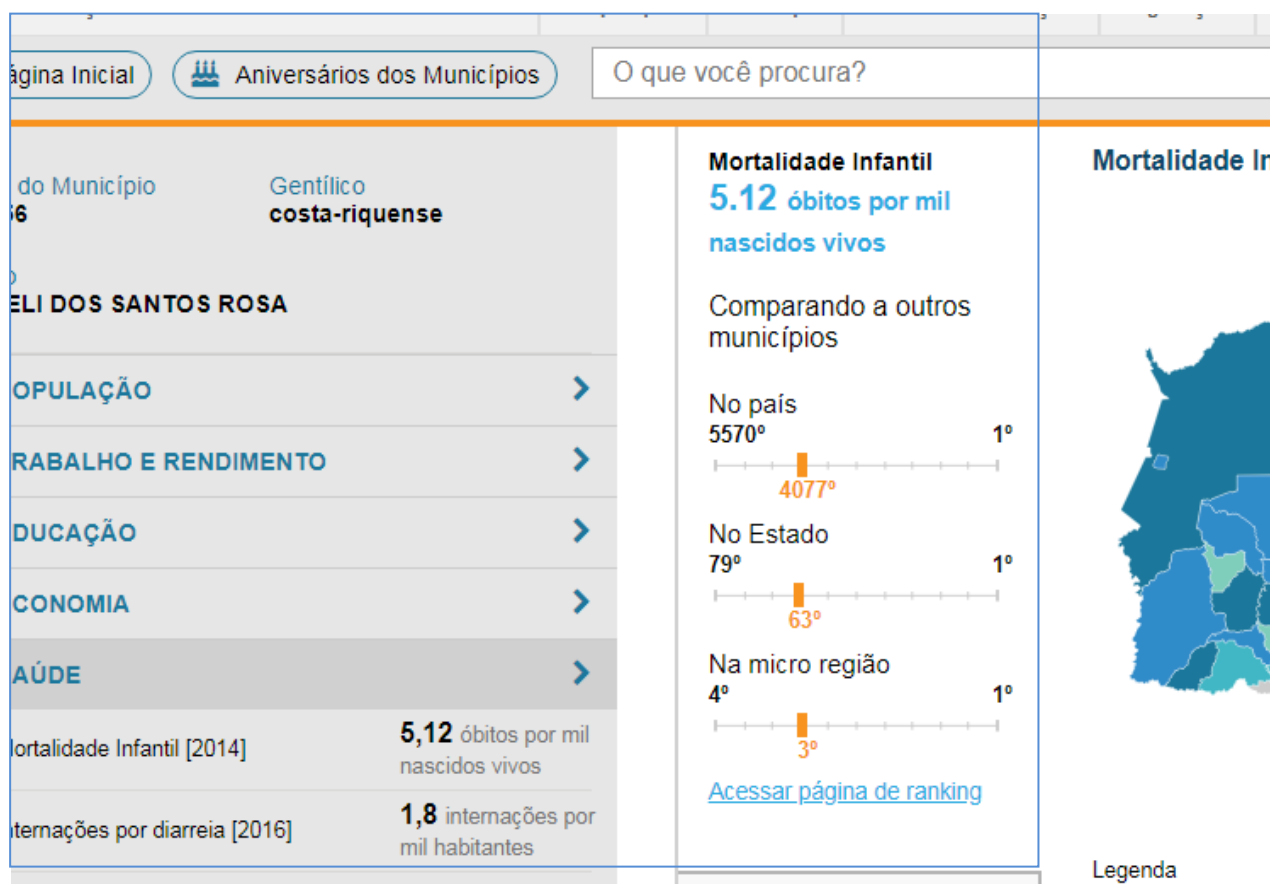 ágina Inicial
Aniversários dos Municípios
O que você procura?
do Município
Gentílico
costa-riquense
ELI DOS SANTOS ROSA
OPULAÇÃO
RABALHO E RENDIMENTO
DUCAÇÃO
CONOMIA
AÚDE
ortalidade Infantil [2014]
5,12 óbitos por mil
nascidos vivos
ternações por diarreia [2016]
1,8 internações por
mil habitantes
Mortalidade Infantil
5.12 óbitos por mil
nascidos vivos
Comparando a outros
municípios
No país
5570º 1º
4077º
No Estado
79º 1º
63º
Na micro região
4º 1º
3º
Acessar página de ranking
Mortalidade In
Legenda